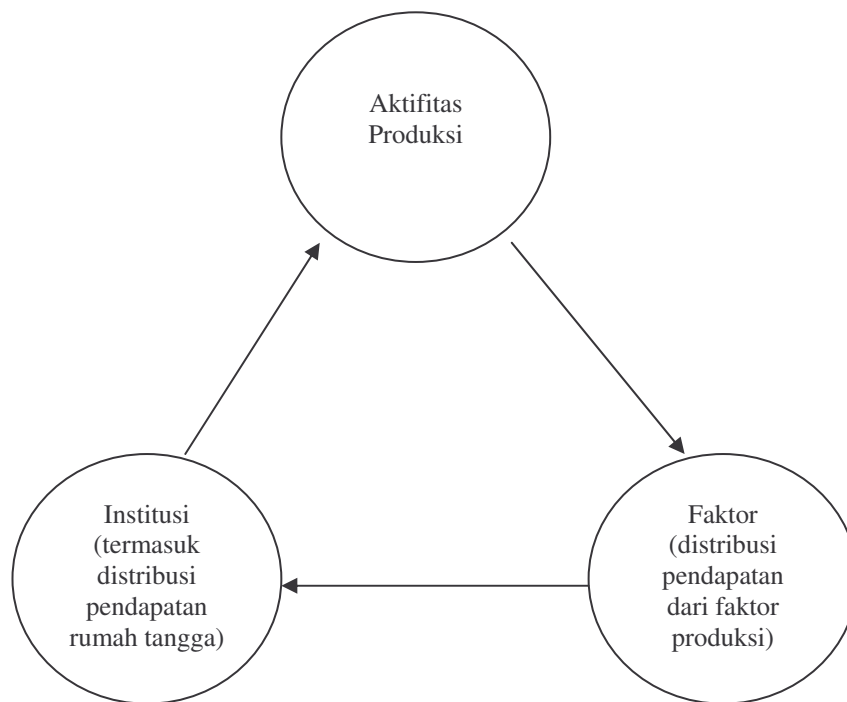 Aktifitas
Produksi
Institusi
(termasuk
distribusi
pendapatan
rumah tangga)
Faktor
(distribusi
pendapatan
dari faktor
produksi)